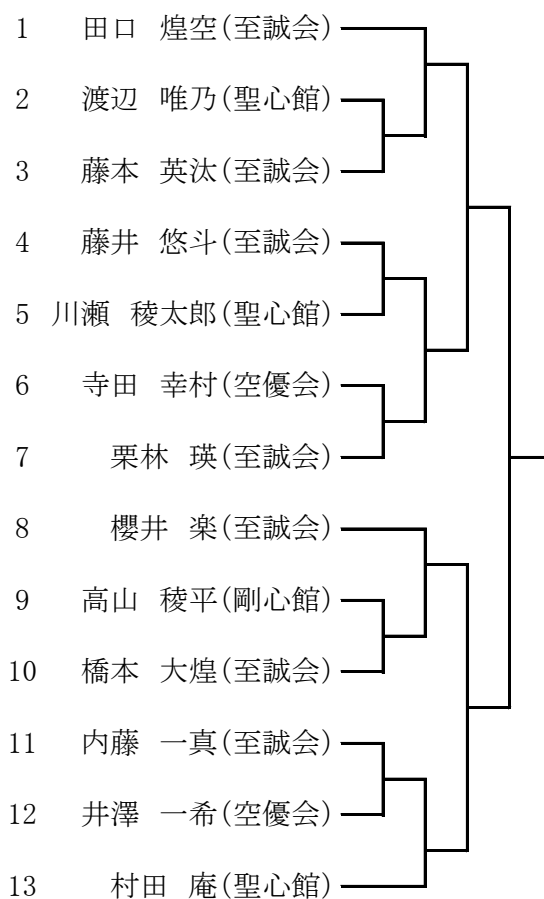 1 田口 煌空(至誠会)
2 渡辺 唯乃(聖心館)
3 藤本 英汰(至誠会)
4 藤井 悠斗(至誠会)
5 川瀬 稜太郎(聖心館)
6 寺田 幸村(空優会)
7 栗林 瑛(至誠会)
8 櫻井 楽(至誠会)
9 高山 稜平(剛心館)
10 橋本 大煌(至誠会)
11 内藤 一真(至誠会)
12 井澤 一希(空優会)
13 村田 庵(聖心館)